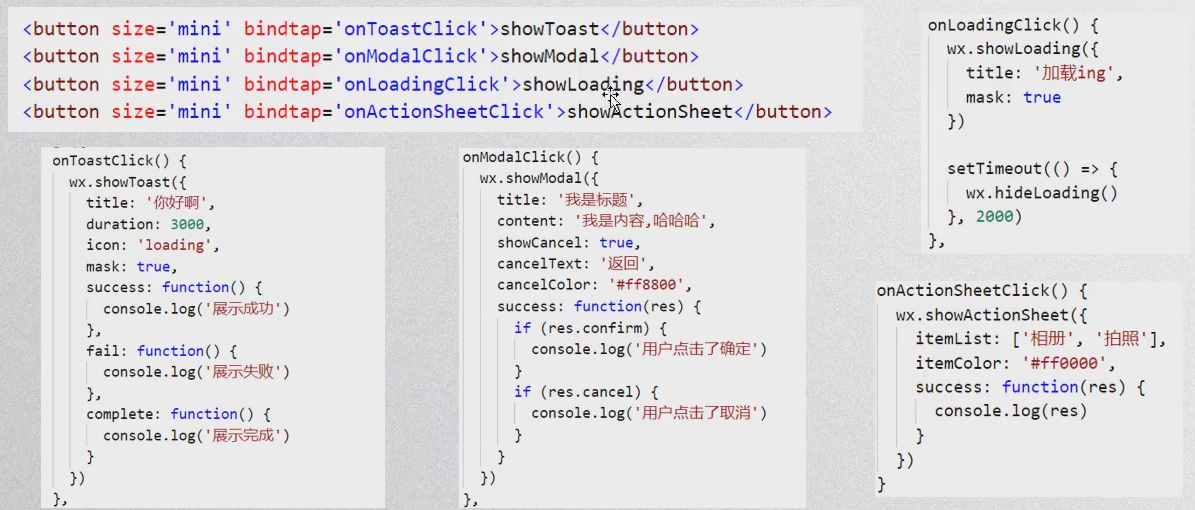 <button size='mini' bindtap='onToastClick'>showToast</button>
<button size='mini' bindtap='onModalClick'>showModal</button>
<button size='mini' bindtap='onLoadingClick'>showLoading</button>
<button size='mini' bindtap='onActionSheetClick'>showActionSheet</button>
onToastClick() {
wx.showToast({
title: '你好啊',
duration: 3000,
icon: 'loading',
mask: true,
success: function() {
console.log('展示成功')
},
fail: function() {
console.log('展示失败')
},
complete: function() {
console.log('展示完成')
}
})
},
onModalClick() {
wx.showModal({
title: '我是标题',
content: '我是内容,哈哈哈',
showCancel: true,
cancelText: '返回',
cancelColor: '#ff8800',
success: function(res) {
if (res.confirm) {
console.log('用户点击了确定')
}
if (res.cancel) {
console.log('用户点击了取消')
}
}
})
},
onLoadingClick() {
wx.showLoading({
title: '加载ing',
mask: true
})
setTimeout(() => {
wx.hideLoading()
}, 2000)
},
onActionSheetClick() {
wx.showActionSheet({
itemList: ['相册', '拍照'],
itemColor: '#ff0000',
success: function(res) {
console.log(res)
}
})
}